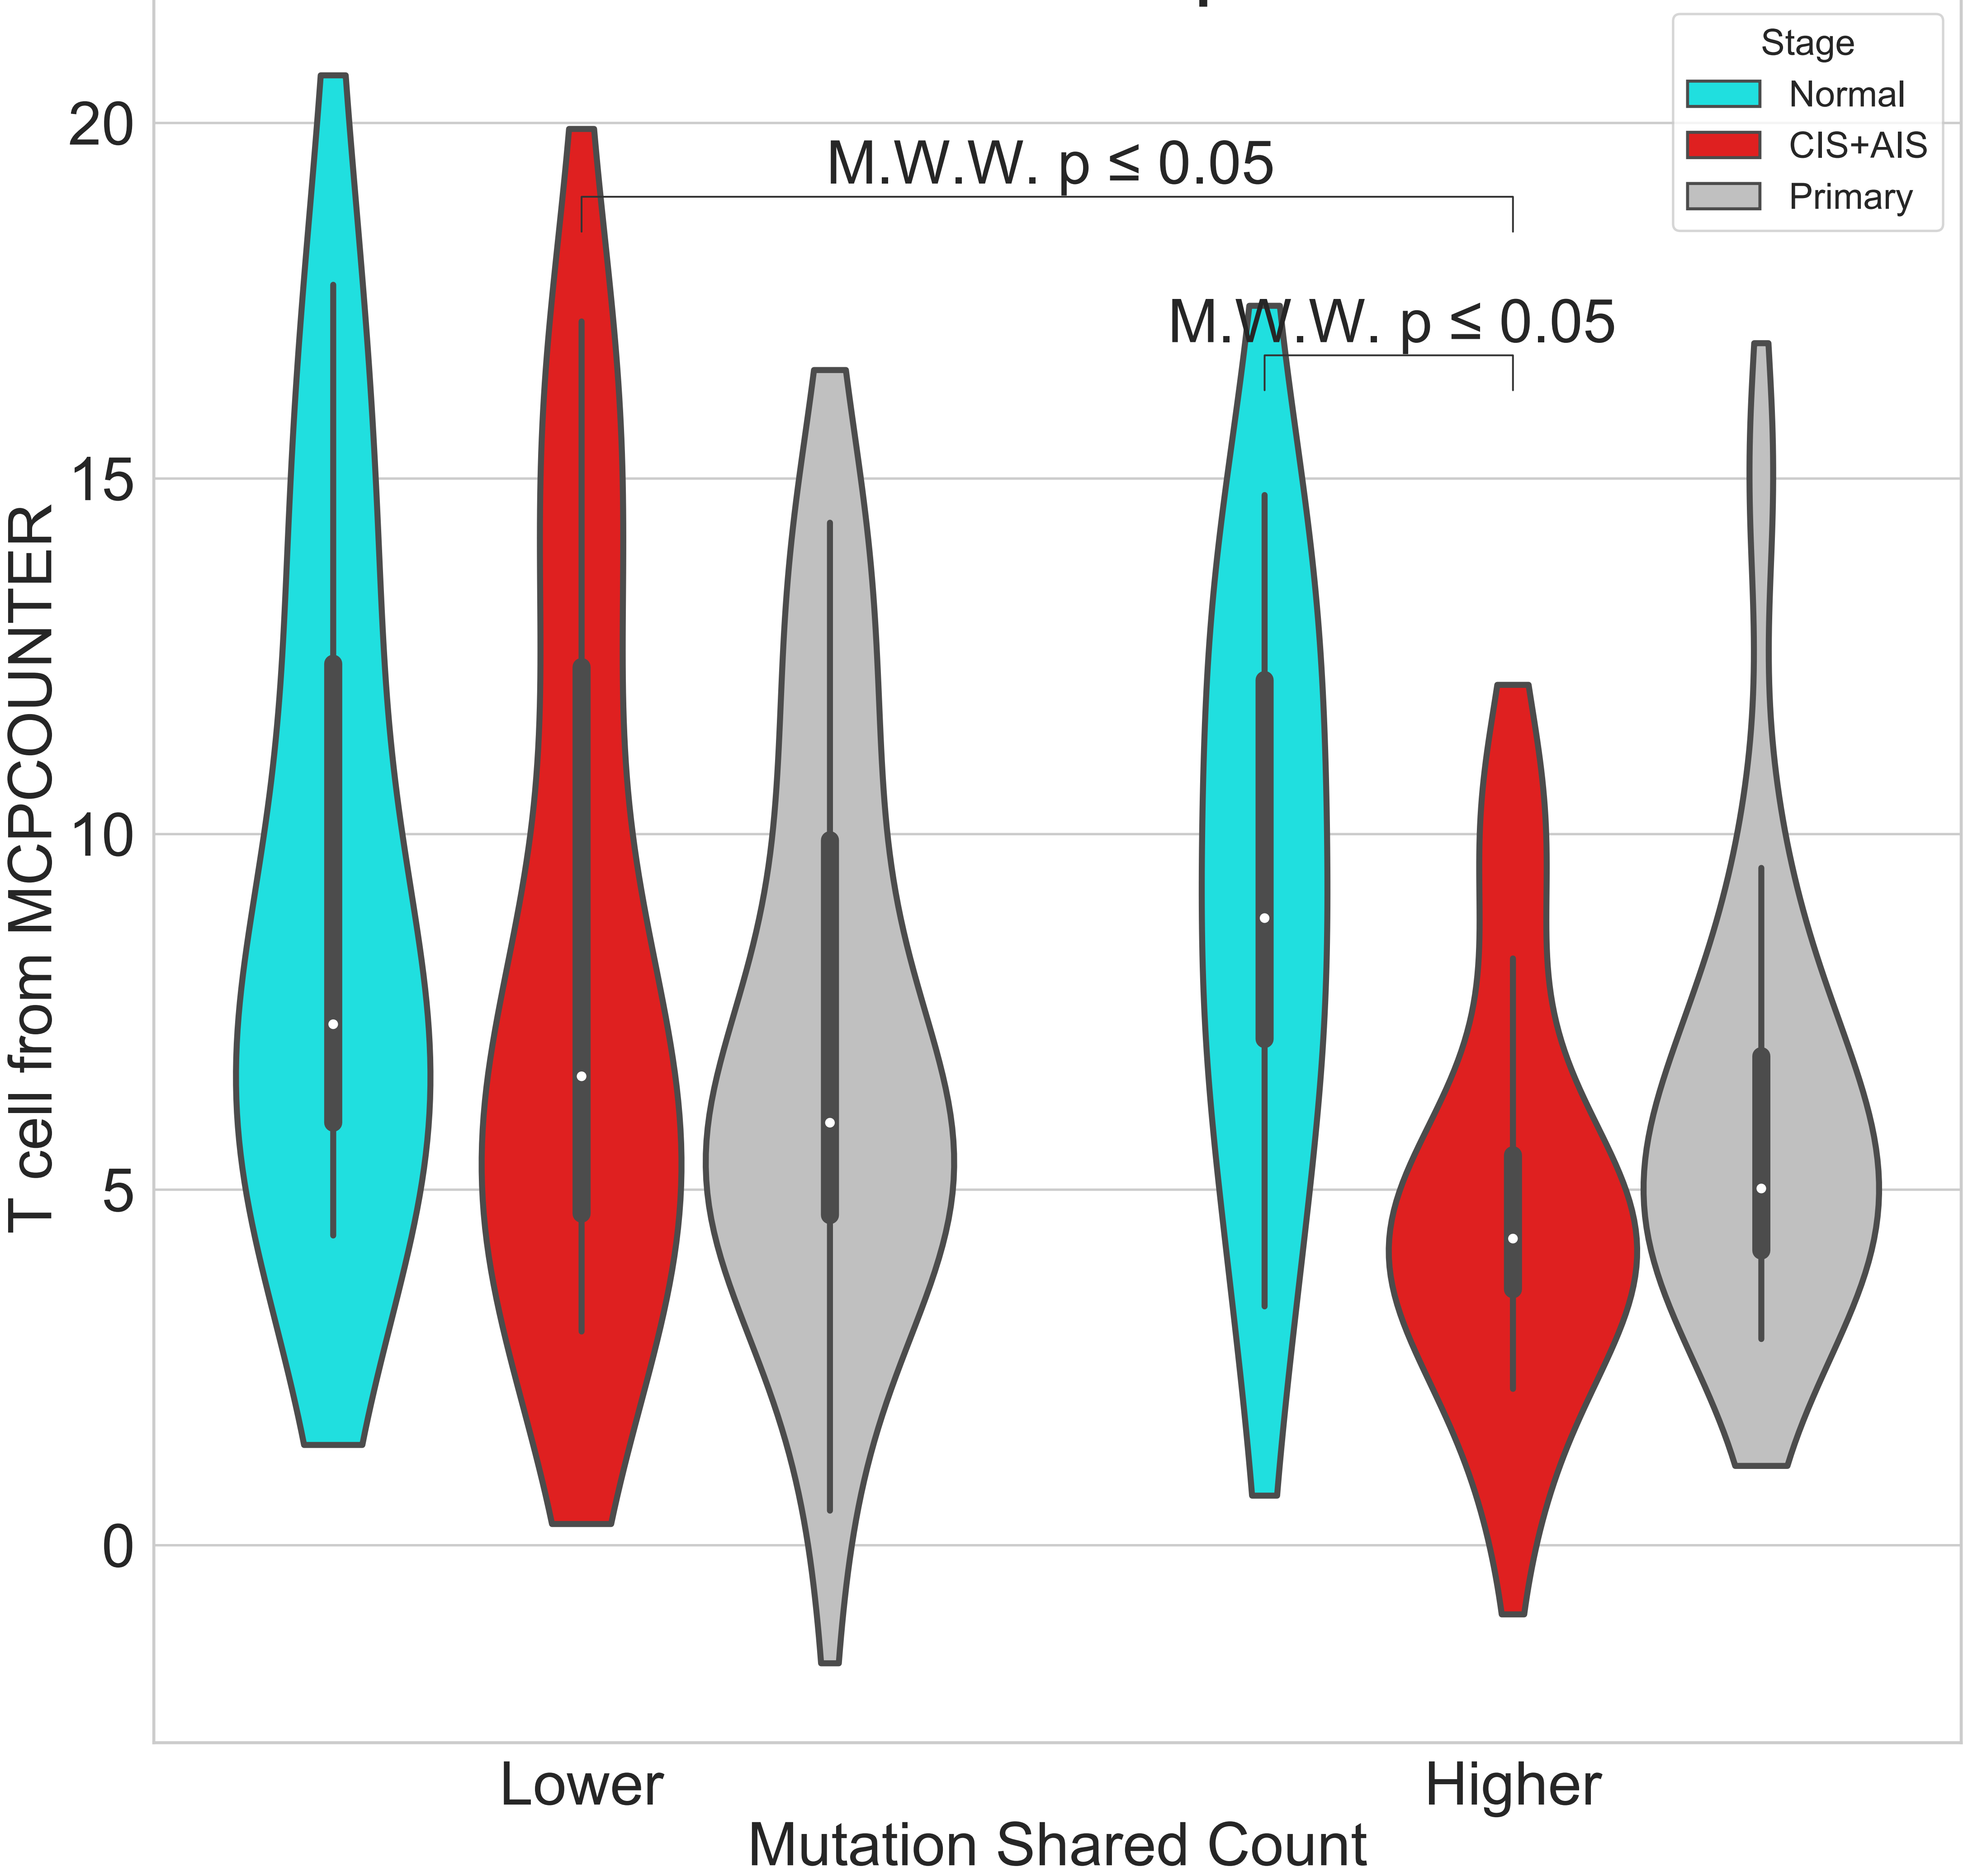 Stage
Normal
CIS+AIS
Primary
M.W.W. p ≤ 0.05
M.W.W. p ≤ 0.05
20
15
10
5
0
T cell from MCPCOUNTER
Lower
Higher
Mutation Shared Count